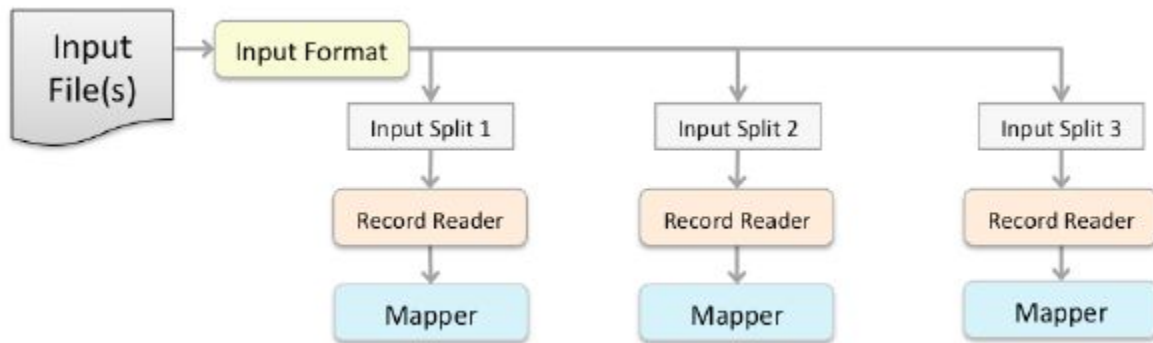 Input
File(s)
Input Format
Input Split 1
Input Split 2
Input Split 3
Record Reader
Record Reader
Record Reader
Mapper
Mapper
Mapper